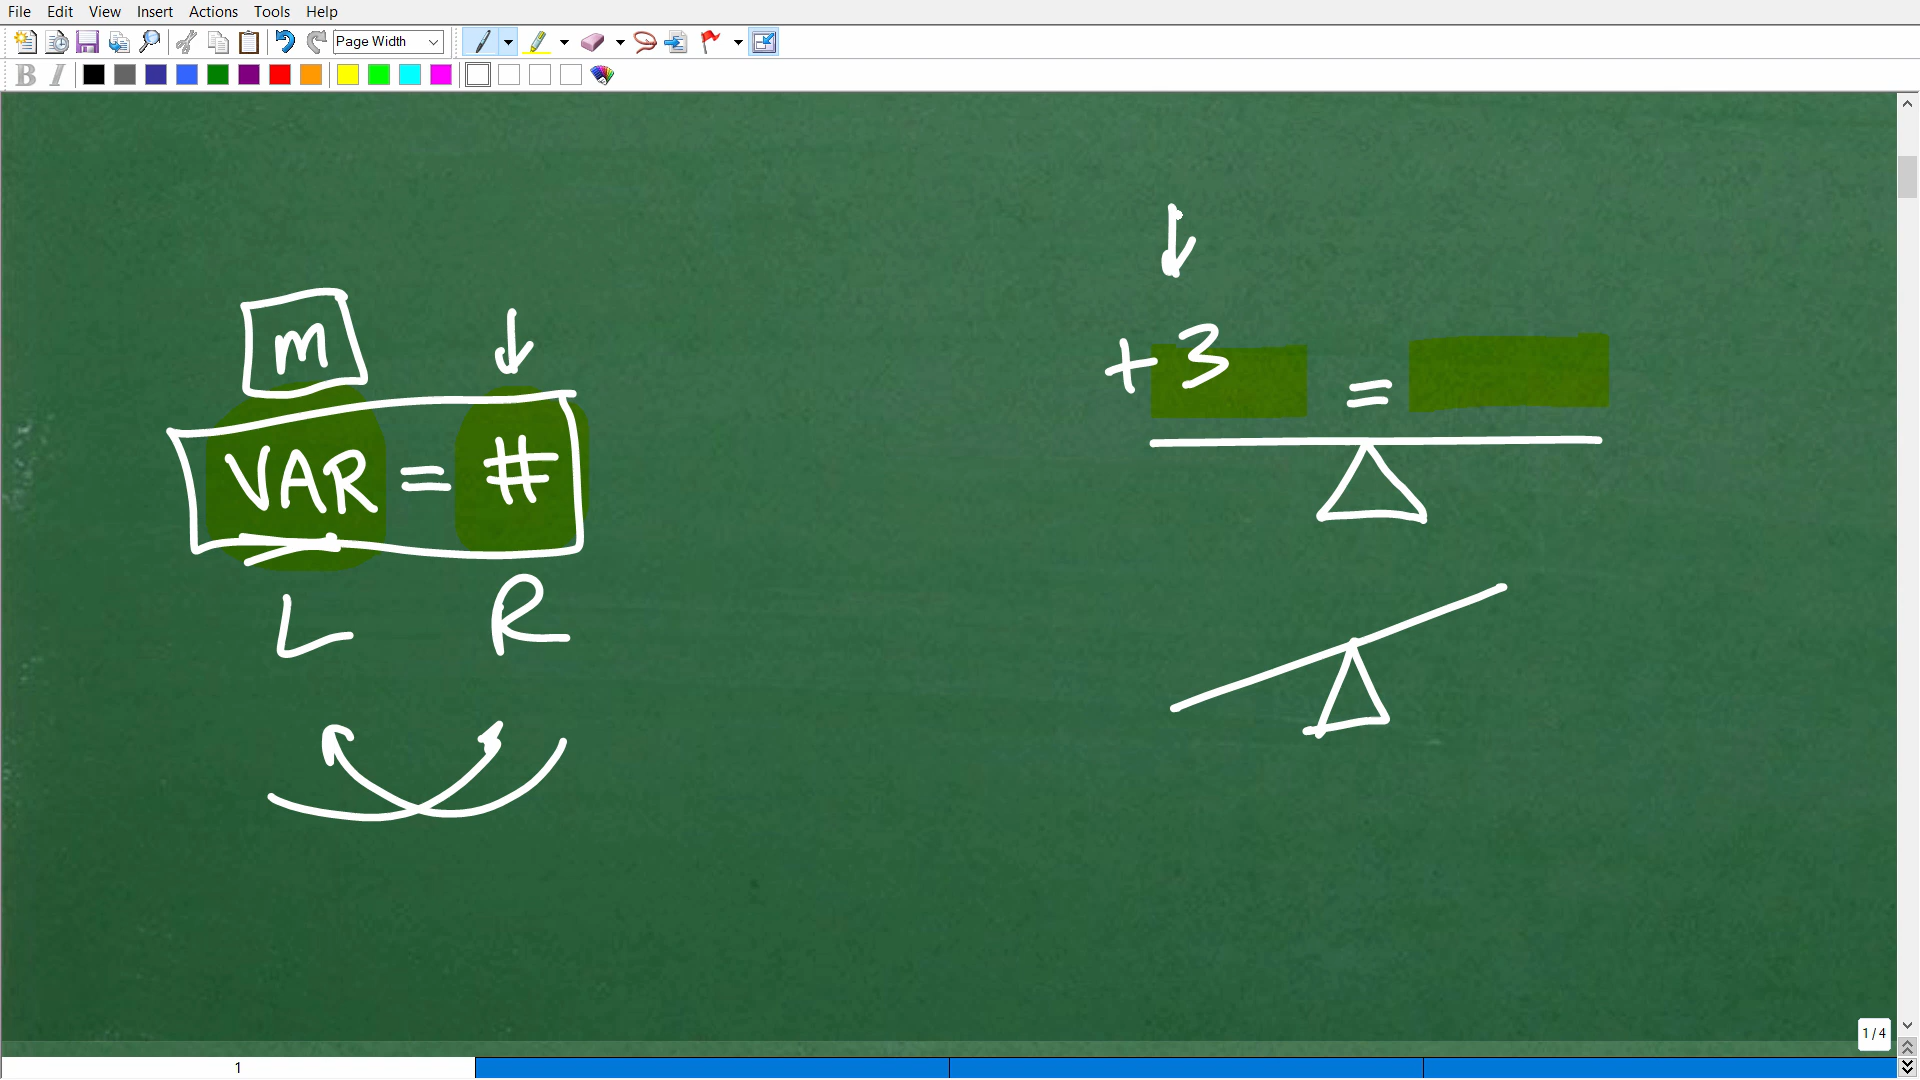 File Edit View Insert Actions Tools Help
Page Width
B I
m
VAR = #
L R
+3 =
1 / 4
1